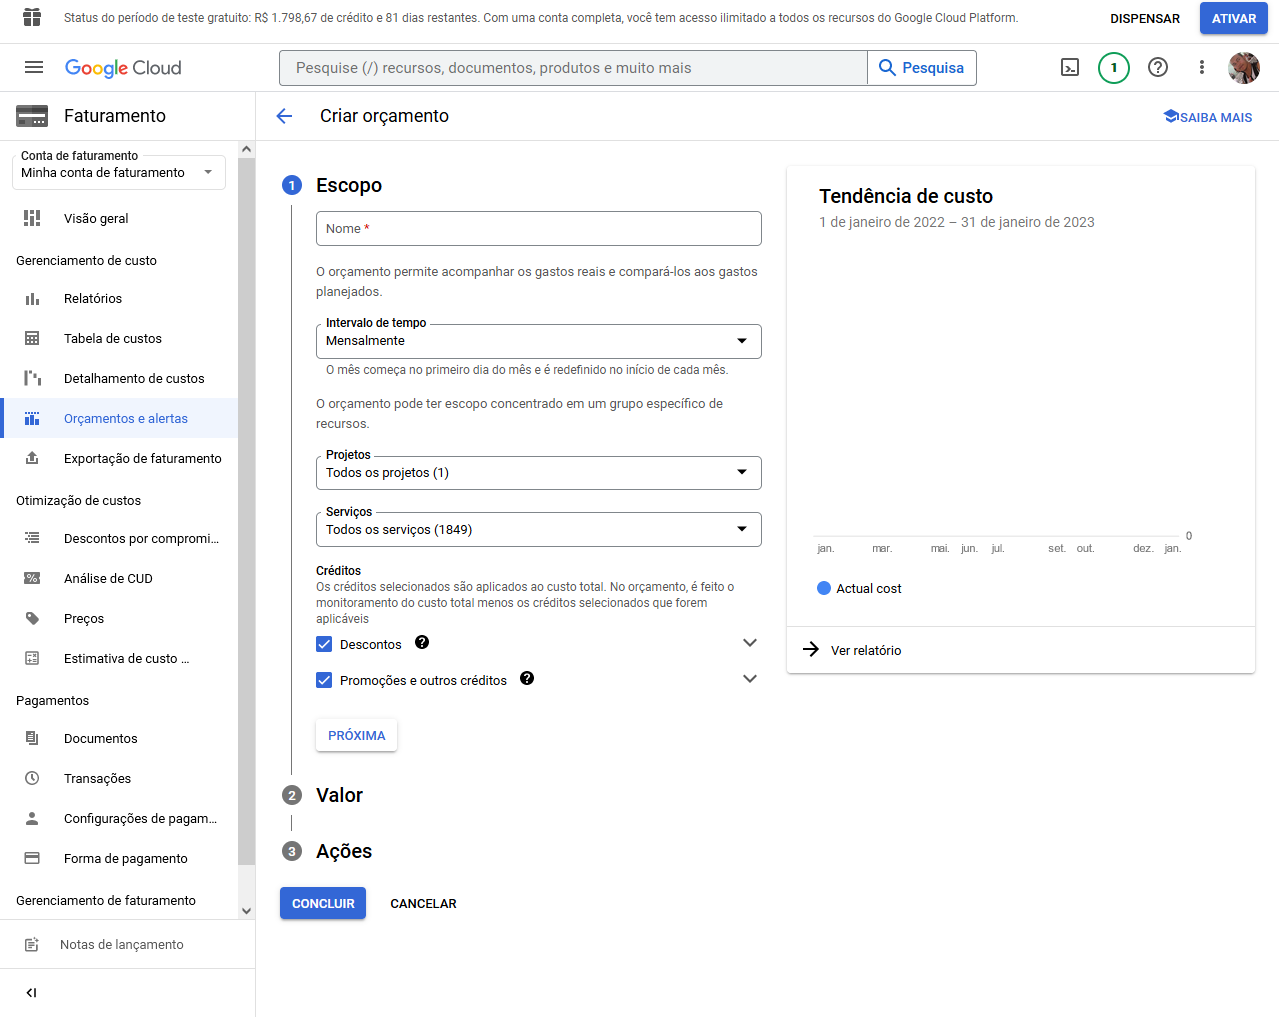 Status do período de teste gratuito: R$ 1.798,67 de crédito e 81 dias restantes. Com uma conta completa, você tem acesso ilimitado a todos os recursos do Google Cloud Platform.
DISPENSAR
ATIVAR
Google Cloud
Pesquise (/) recursos, documentos, produtos e muito mais
Pesquisa
1
Faturamento
Criar orçamento
SAIBA MAIS
Conta de faturamento
Minha conta de faturamento
Visão geral
Gerenciamento de custo
Relatórios
Tabela de custos
Detalhamento de custos
Orçamentos e alertas
Exportação de faturamento
Otimização de custos
Descontos por compromi...
Análise de CUD
Preços
Estimativa de custo ...
Pagamentos
Documentos
Transações
Configurações de pagam...
Forma de pagamento
Gerenciamento de faturamento
Notas de lançamento
1 Escopo
Nome *
O orçamento permite acompanhar os gastos reais e compará-los aos gastos
planejados.
Intervalo de tempo
Mensalmente
O mês começa no primeiro dia do mês e é redefinido no início de cada mês.
O orçamento pode ter escopo concentrado em um grupo específico de
recursos.
Projetos
Todos os projetos (1)
Serviços
Todos os serviços (1849)
Créditos
Os créditos selecionados são aplicados ao custo total. No orçamento, é feito o
monitoramento do custo total menos os créditos selecionados que forem
aplicáveis
Descontos
Promoções e outros créditos
PRÓXIMA
2 Valor
3 Ações
CONCLUIR
CANCELAR
Tendência de custo
1 de janeiro de 2022 – 31 de janeiro de 2023
0
jan. mar. mai. jun. jul. set. out. dez. jan.
Actual cost
Ver relatório